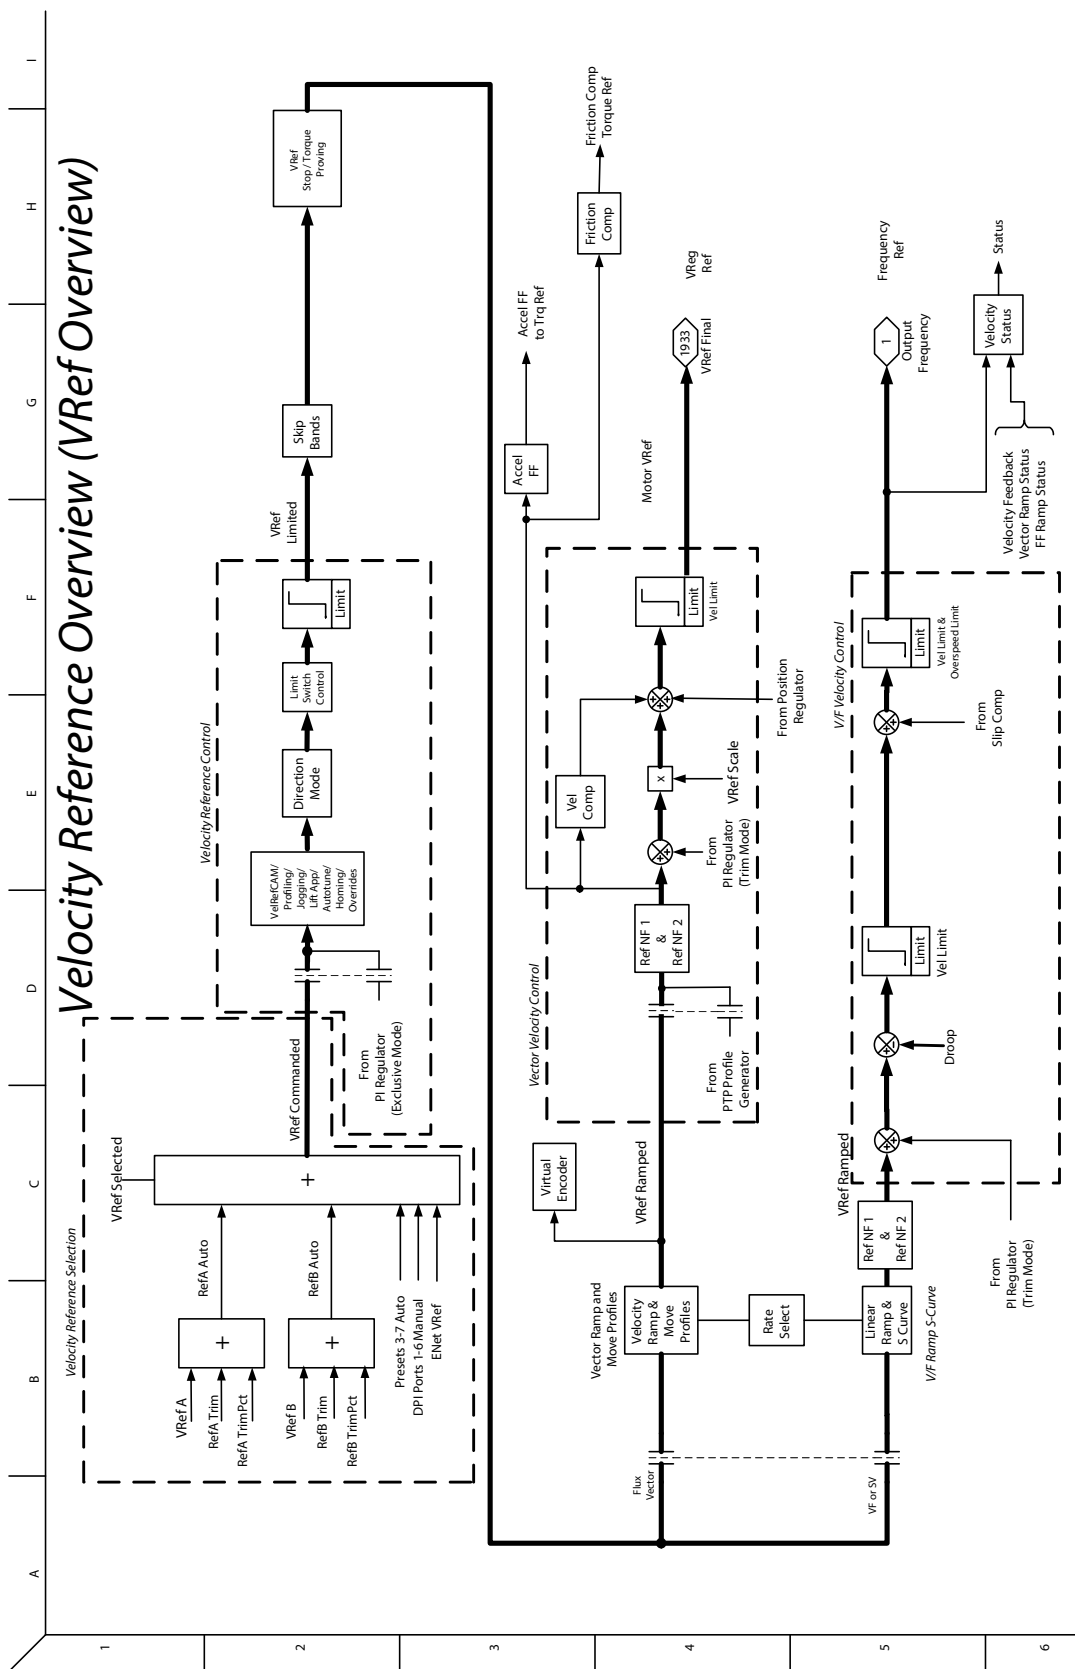 Velocity Reference Overview (VRef Overview)
A
B
C
D
E
F
G
H
I
1
2
3
4
5
6
Velocity Reference Selection
VRef A
RefA Trim
RefA TrimPct
+
RefA Auto
VRef B
RefB Trim
RefB TrimPct
+
RefB Auto
Presets 3-7 Auto
DPI Ports 1-6 Manual
ENet VRef
+
VRef Selected
VRef Commanded
Velocity Reference Control
From
PI Regulator
(Exclusive Mode)
VelRefCAM/
Profiling/
Jogging/
Lift App/
Autotune/
Homing/
Overrides
Direction
Mode
Limit
Switch
Control
Limit
VRef
Limited
Skip
Bands
VRef
Stop / Torque
Proving
Flux
Vector
Vector Ramp and
Move Profiles
Velocity
Ramp &
Move
Profiles
Rate
Select
Virtual
Encoder
VRef Ramped
Vector Velocity Control
From
PTP Profile
Generator
Ref NF 1
&
Ref NF 2
+
+
From
PI Regulator
(Trim Mode)
Vel
Comp
x
VRef Scale
+
+
+
From Position
Regulator
Limit
Vel Limit
Motor VRef
Accel
FF
Accel FF
to Trq Ref
Friction
Comp
Friction Comp
Torque Ref
1933
VRef Final
VReg
Ref
VF or SV
Linear
Ramp &
S Curve
V/F Ramp S-Curve
Ref NF 1
&
Ref NF 2
VRef Ramped
V/F Velocity Control
+
+
From
PI Regulator
(Trim Mode)
+
-
Droop
Limit
Vel Limit
+
+
From
Slip Comp
Limit
Vel Limit &
Overspeed Limit
1
Output
Frequency
Frequency
Ref
Velocity Feedback
Vector Ramp Status
FF Ramp Status
Velocity
Status
Status